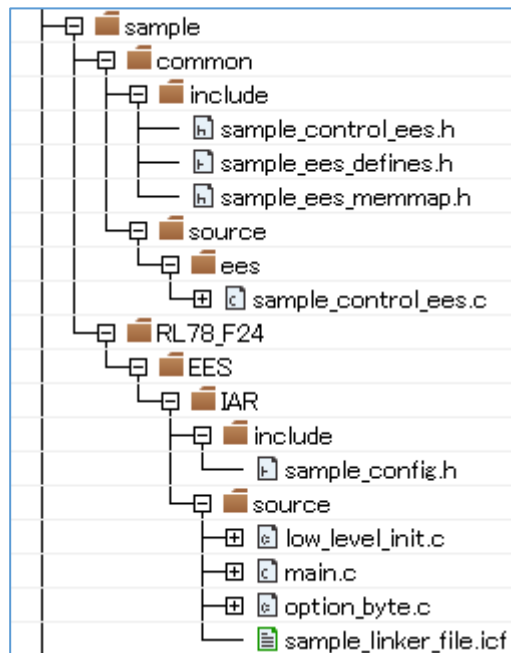 sample
common
include
sample_control_ees.h
sample_ees_defines.h
sample_ees_memmap.h
source
ees
sample_control_ees.c
RL78_F24
EES
IAR
include
sample_config.h
source
low_level_init.c
main.c
option_byte.c
sample_linker_file.icf